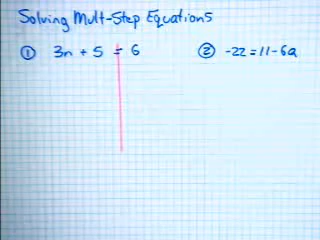 Solving Mult-Step Equations
① 3n + 5 = 6
② -22 = 11-6a